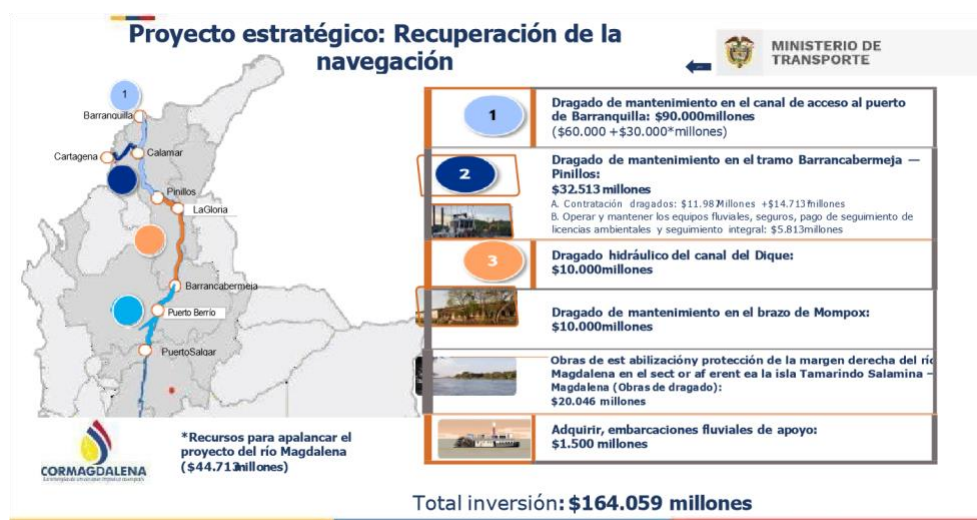 Proyecto estratégico: Recuperación de la
navegación
MINISTERIO DE
TRANSPORTE
1
Barranquilla
Cartagena
Calamar
Pinillos
LaGloria
Barrancabermeja
Puerto Berrío
PuertoSalgar
1
Dragado de mantenimiento en el canal de acceso al puerto
de Barranquilla: $90.000millones
($60.000 +$30.000*millones)
2
Dragado de mantenimiento en el tramo Barrancabermeja —
Pinillos:
$32.513 millones
A. Contratación dragados: $11.987Millones +$14.713*millones
B. Operar y mantener los equipos fluviales, seguros, pago de seguimiento de
licencias ambientales y seguimiento integral: $5.813millones
3
Dragado hidráulico del canal del Dique:
$10.000millones
Dragado de mantenimiento en el brazo de Mompox:
$10.000millones
Obras de est abilizacióny protección de la margen derecha del río
Magdalena en el sect or af erent ea la isla Tamarindo Salamina –
Magdalena (Obras de dragado):
$20.046 millones
Adquirir, embarcaciones fluviales de apoyo:
$1.500 millones
CORMAGDALENA
*Recursos para apalancar el
proyecto del río Magdalena
($44.713millones)
Total inversión: $164.059 millones